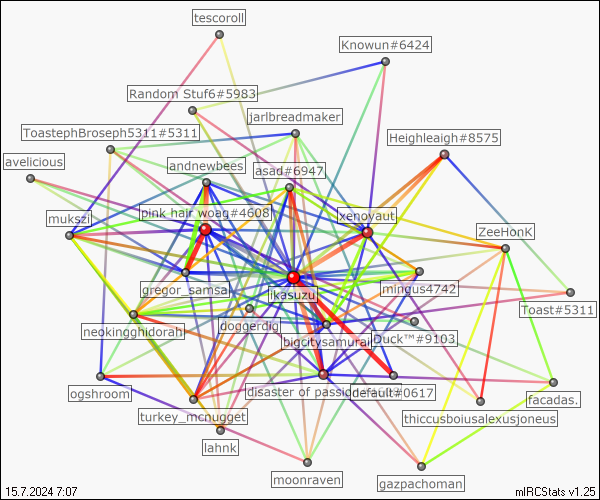 tescoroll
Knowun#6424
Random Stuf6#5983
jarlbreadmaker
ToastephBroseph5311#5311
Heighleaigh#8575
avelicious
andnewbees
asad#6947
mukszi
pink hair woag#4608
xenoyaut
ZeeHonK
gregor_samsa
ikasuzu
mingus4742
Toast#5311
neokingghidorah
doggerdig
bigcitysamurai
Duck™#9103
ogshroom
disaster of passion
default#0617
facadas.
turkey_mcnugget
thiccusboiusalexusjoneus
lahnk
moonraven
gazpachoman
15.7.2024 7:07
mIRCStats v1.25